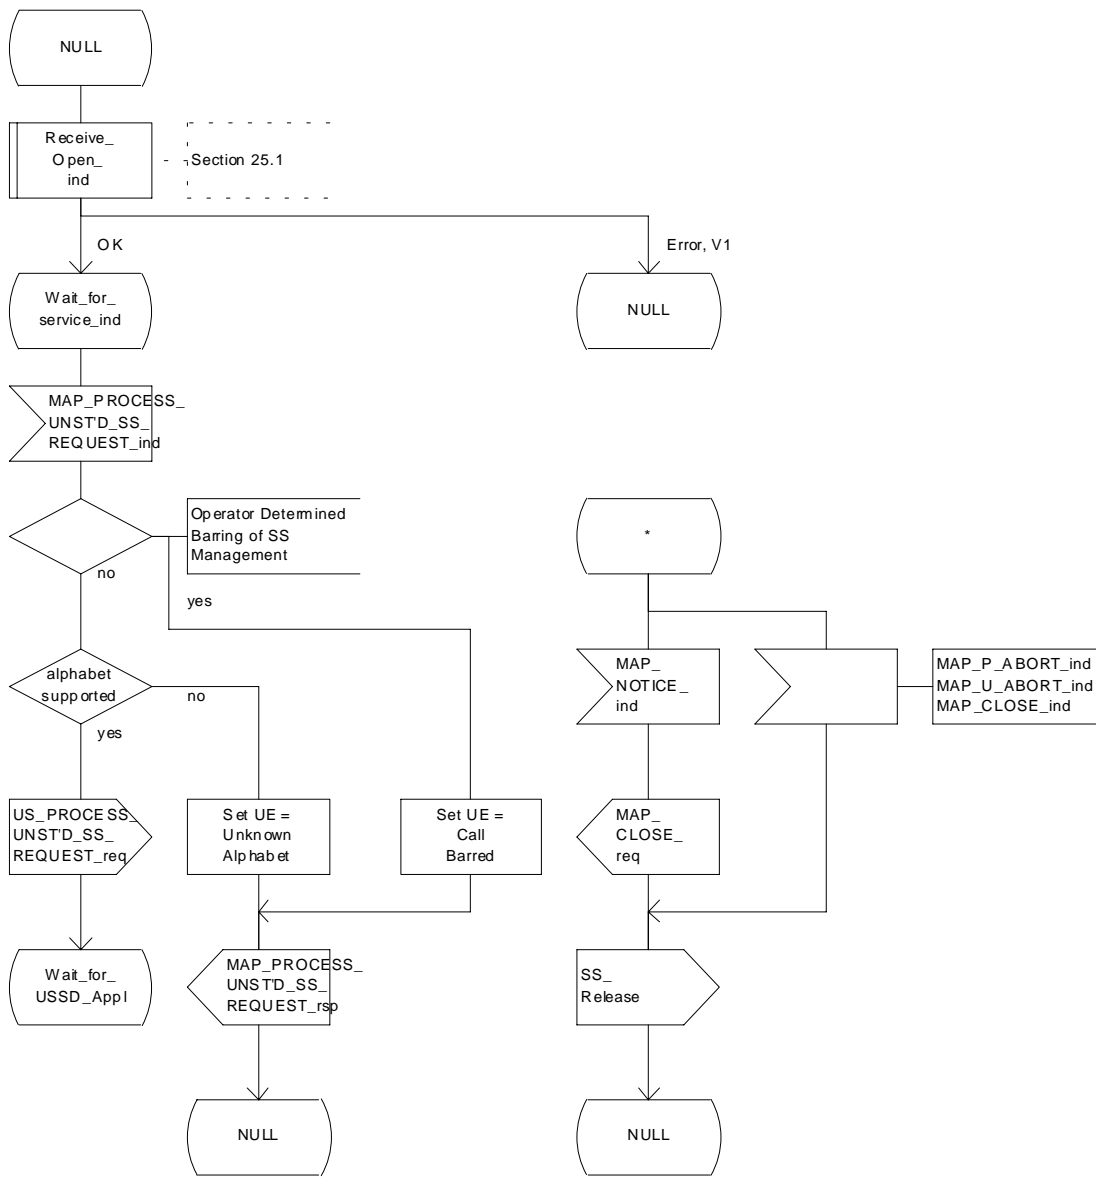 NULL
Receive_
Open_
ind
Section 25.1
OK
Error, V1
Wait_for_
service_ind
NULL
MAP_PROCESS_
UNST'D_SS_
REQUEST_ind
Operator Determined
Barring of SS
Management
no
yes
*
alphabet
supported
no
yes
MAP_
NOTICE_
ind
MAP_P_ABORT_ind
MAP_U_ABORT_ind
MAP_CLOSE_ind
US_PROCESS_
UNST'D_SS_
REQUEST_req
Set UE =
Unknown
Alphabet
Set UE =
Call
Barred
MAP_
CLOSE_
req
Wait_for_
USSD_Appl
MAP_PROCESS_
UNST'D_SS_
REQUEST_rsp
SS_
Release
NULL
NULL